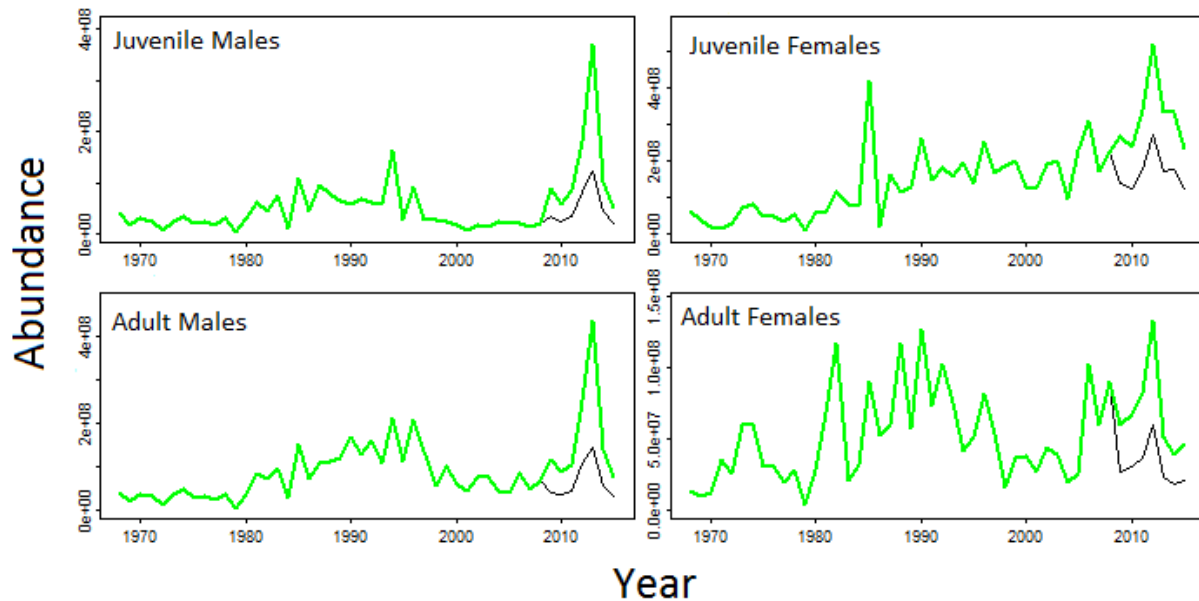 Juvenile Males
4e+08
2e+08
0e+00
1970 1980 1990 2000 2010
Juvenile Females
4e+08
2e+08
0e+00
1970 1980 1990 2000 2010
Abundance
Adult Males
4e+08
2e+08
0e+00
1970 1980 1990 2000 2010
Adult Females
1.5e+08
1.0e+08
5.0e+07
0.0e+00
1970 1980 1990 2000 2010
Year